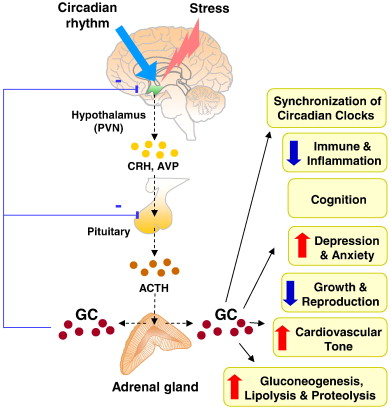 Circadian
rhythm
Stress
-
Hypothalamus
(PVN)
CRH, AVP
-
Pituitary
ACTH
GC
GC
Adrenal gland
Synchronization of
Circadian Clocks
Immune &
Inflammation
Cognition
Depression
& Anxiety
Growth &
Reproduction
Cardiovascular
Tone
Gluconeogenesis,
Lipolysis & Proteolysis